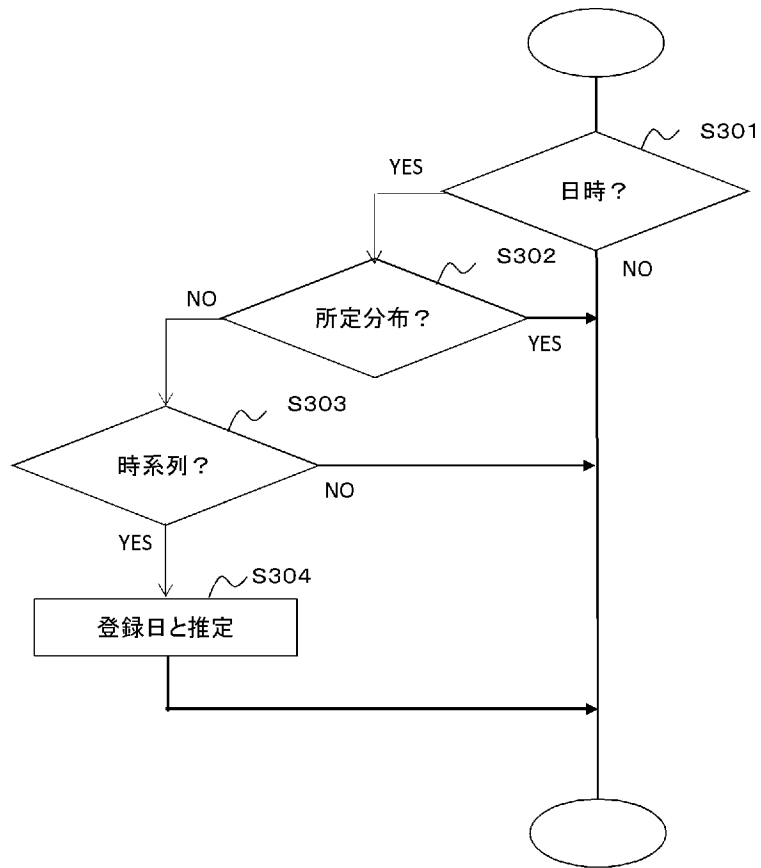 S301
YES
日時？
S302
NO
NO
所定分布？
YES
S303
時系列？
NO
YES
S304
登録日と推定